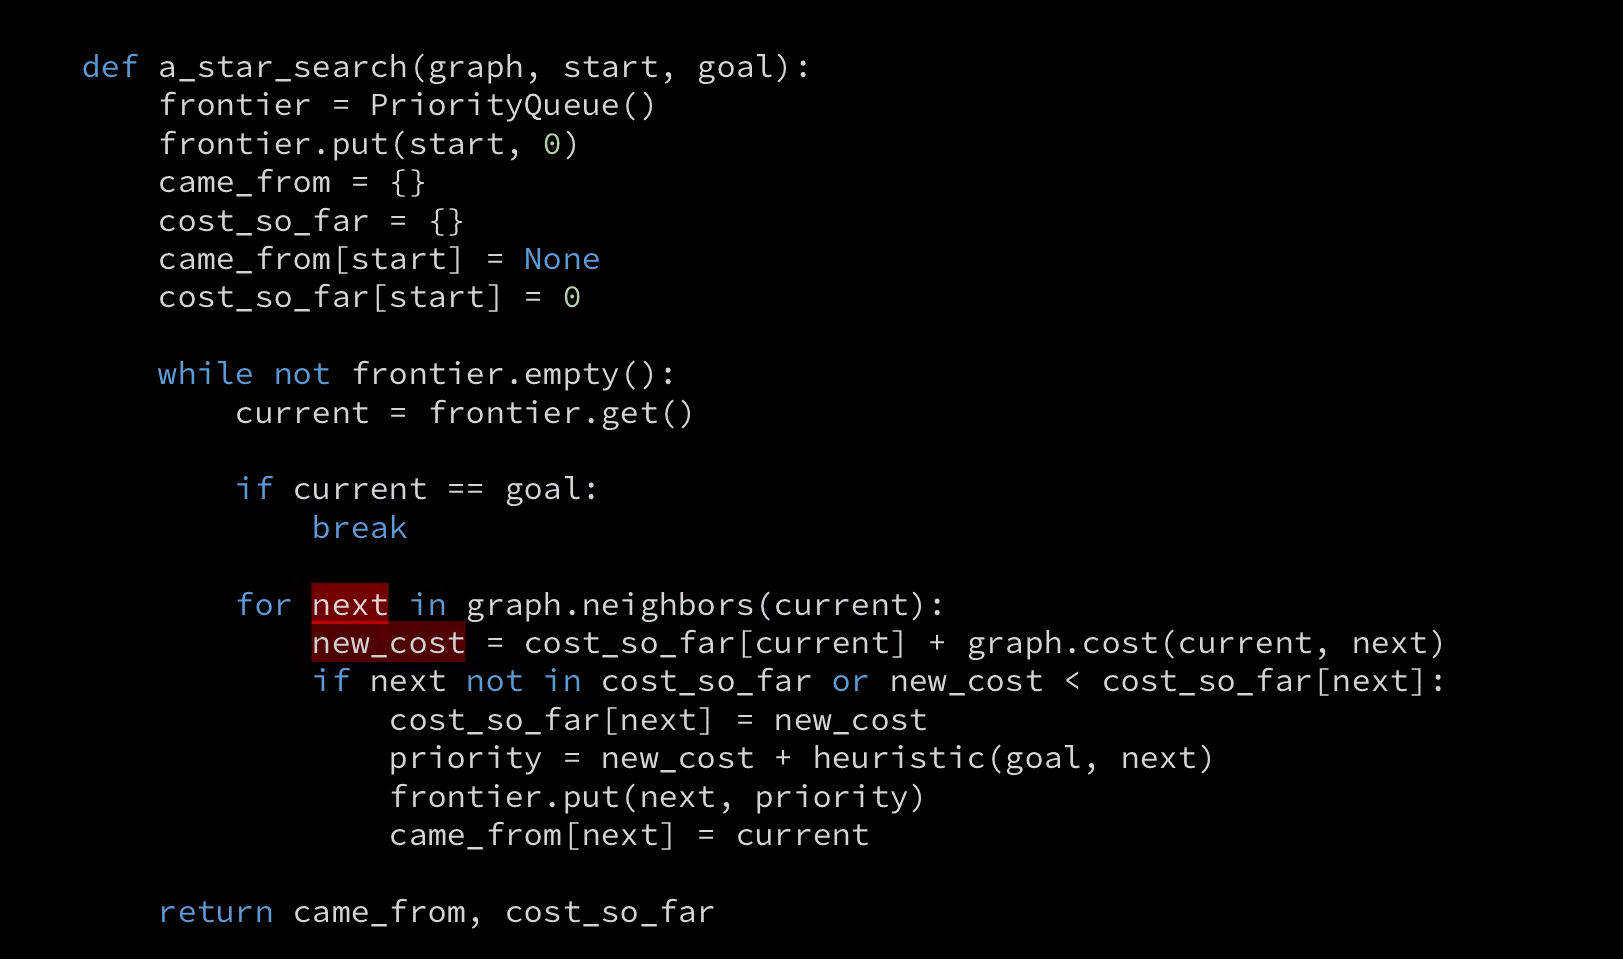 def a_star_search(graph, start, goal):
    frontier = PriorityQueue()
    frontier.put(start, 0)
    came_from = {}
    cost_so_far = {}
    came_from[start] = None
    cost_so_far[start] = 0

    while not frontier.empty():
        current = frontier.get()

        if current == goal:
            break

        for next in graph.neighbors(current):
            new_cost = cost_so_far[current] + graph.cost(current, next)
            if next not in cost_so_far or new_cost < cost_so_far[next]:
                cost_so_far[next] = new_cost
                priority = new_cost + heuristic(goal, next)
                frontier.put(next, priority)
                came_from[next] = current

    return came_from, cost_so_far